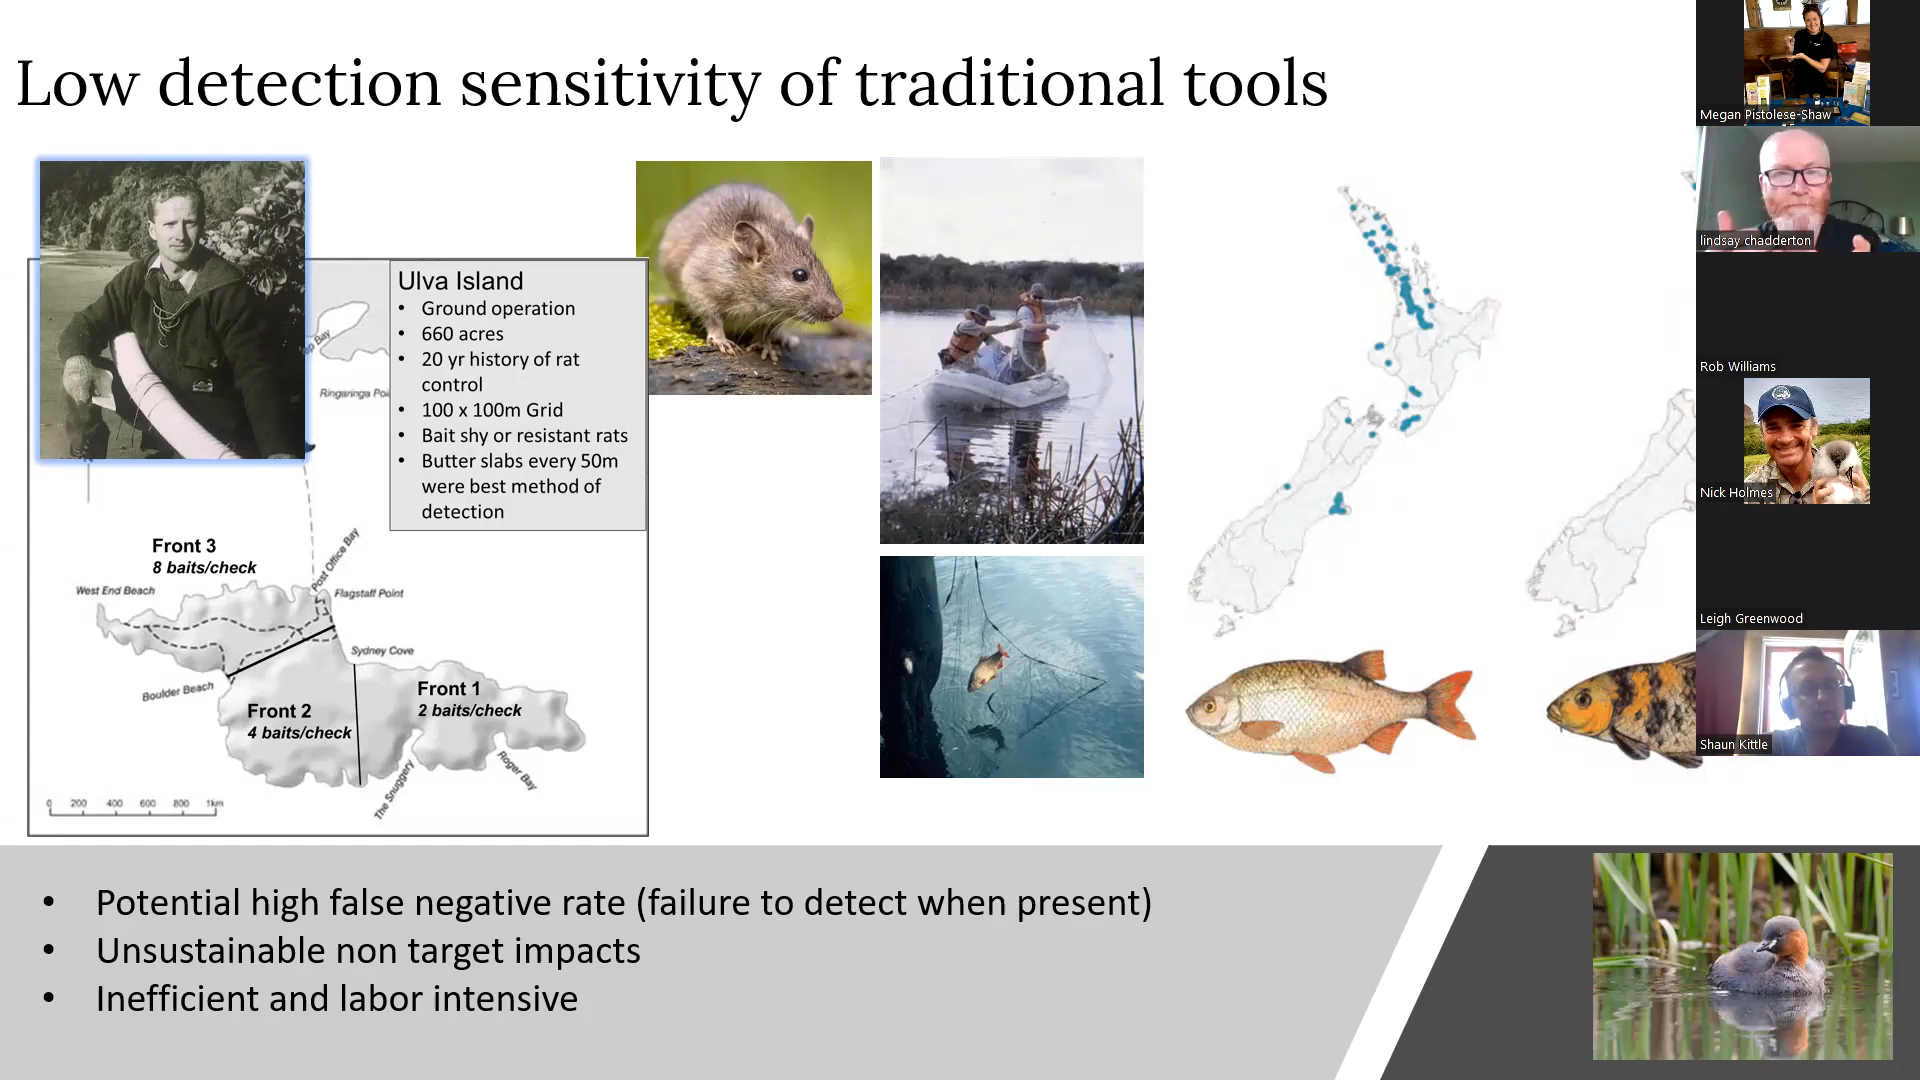 Low detection sensitivity of traditional tools
Ulva Island
• Ground operation
• 660 acres
• 20 yr history of rat
control
• 100 x 100m Grid
• Bait shy or resistant rats
• Butter slabs every 50m
were best method of
detection
Bay
Ringaringa Poi
Front 3
8 baits/check
West End Beach
Post Office Bay
Flagstaff Point
Sydney Cove
Boulder Beach
Front 1
2 baits/check
Front 2
4 baits/check
The Snuggery
Roger Bay
0 200 400 600 800 1km
• Potential high false negative rate (failure to detect when present)
• Unsustainable non target impacts
• Inefficient and labor intensive
Megan Pistolese-Shaw
lindsay chadderton
Rob Williams
Nick Holmes
Leigh Greenwood
Shaun Kittle